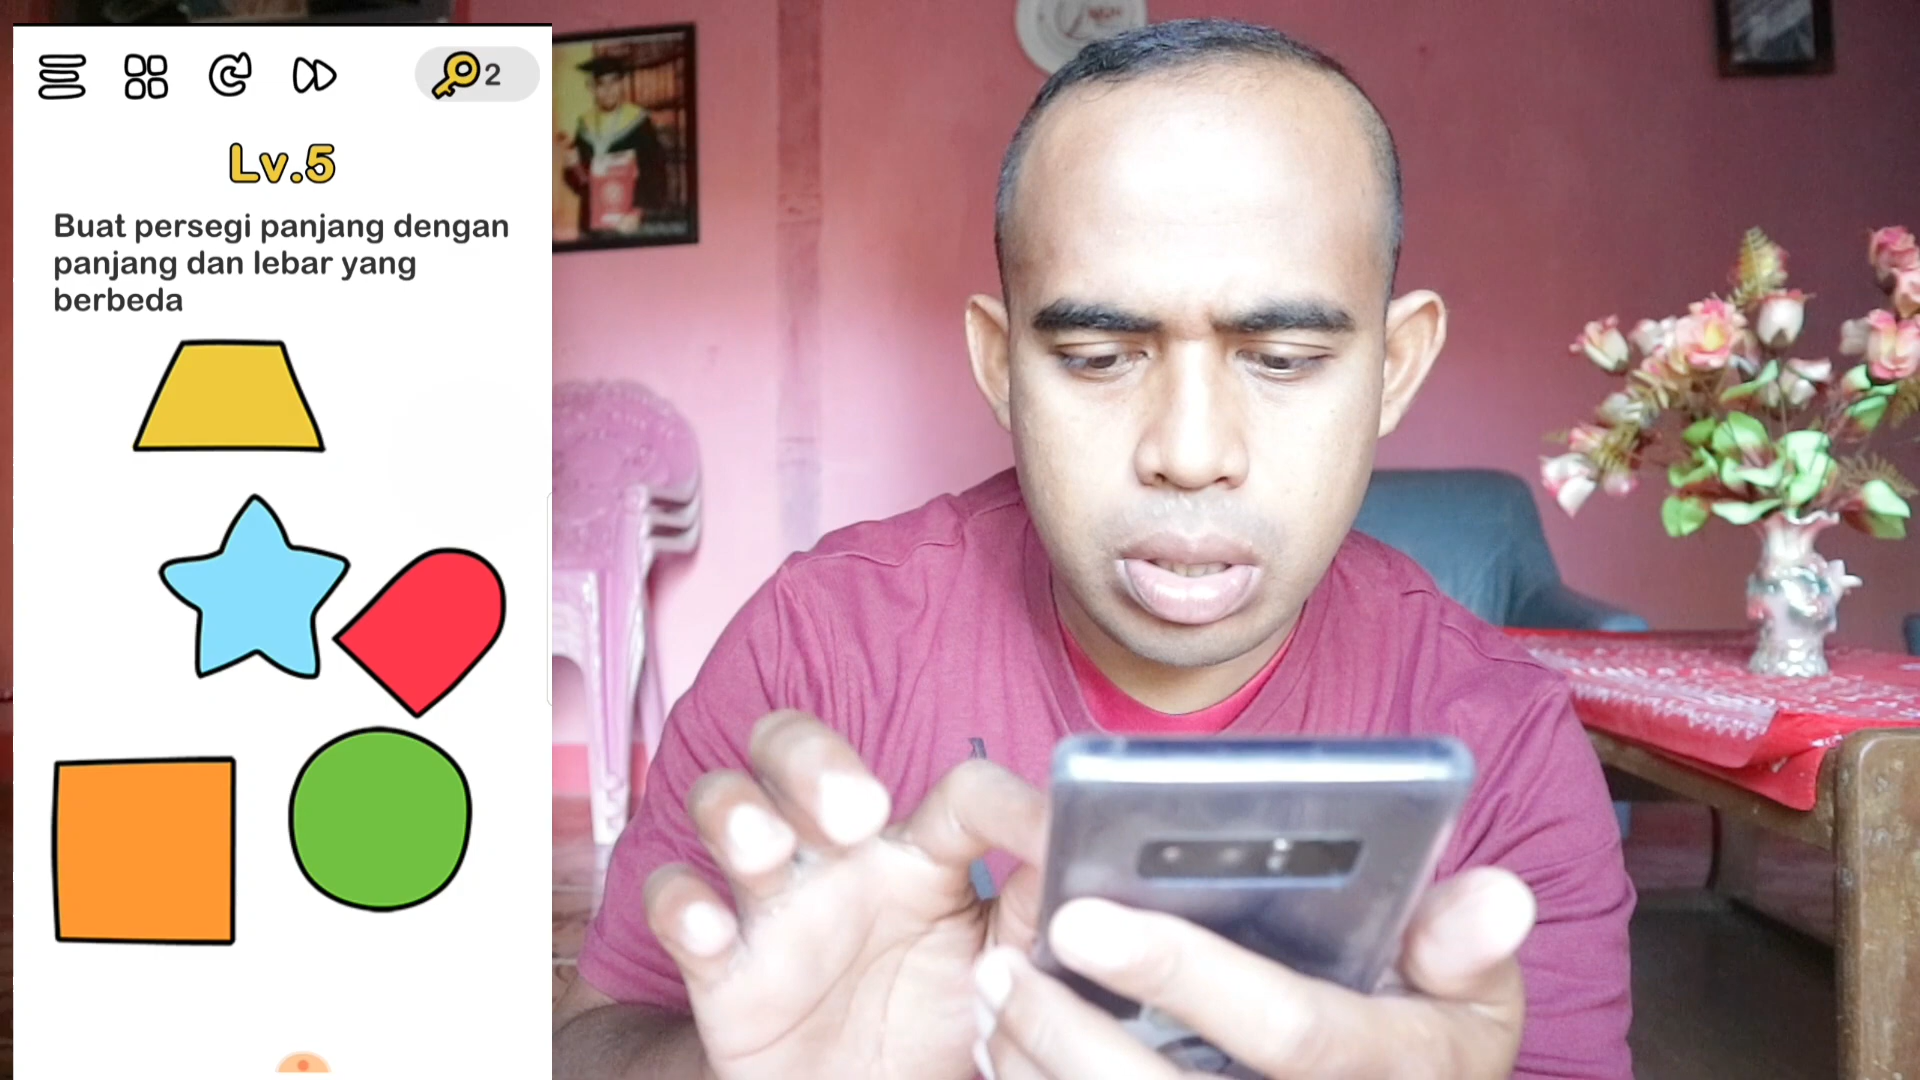 2
Lv.5
Buat persegi panjang dengan
panjang dan lebar yang
berbeda